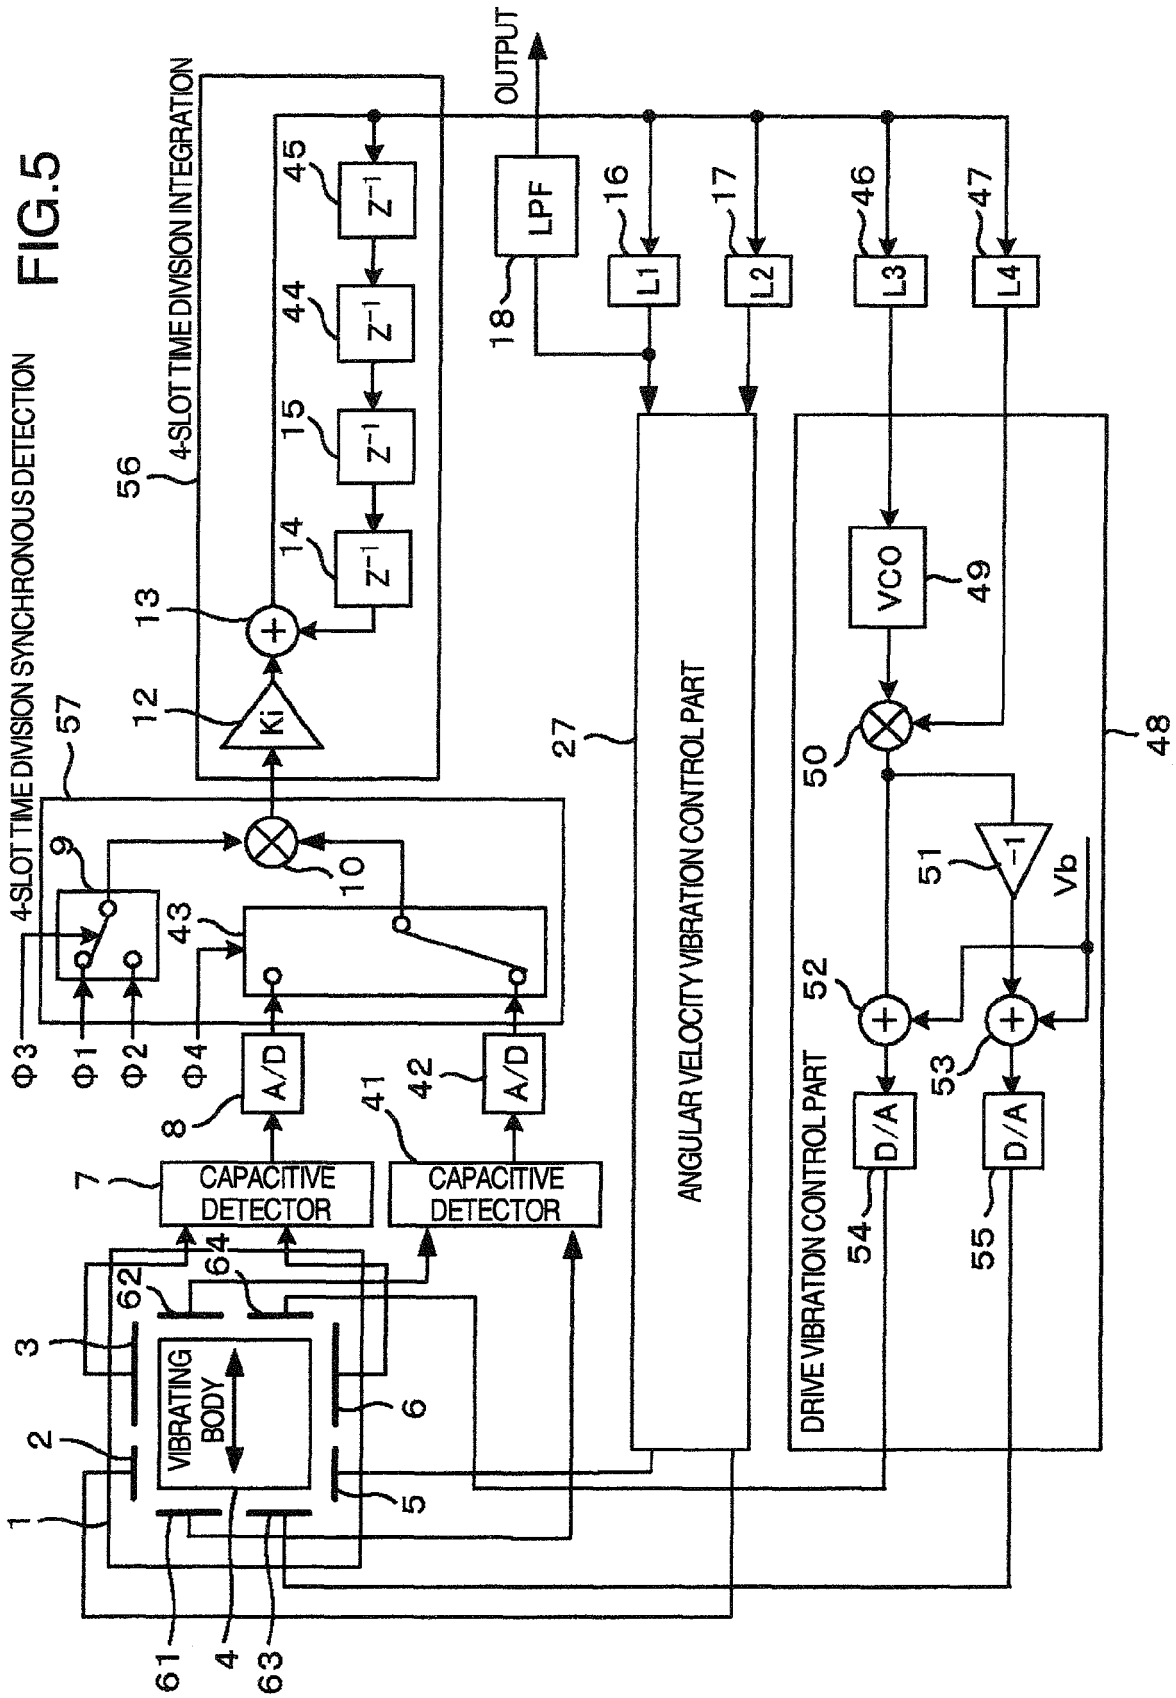 FIG.5
4-SLOT TIME DIVISION SYNCHRONOUS DETECTION
4-SLOT TIME DIVISION INTEGRATION
57
56
Φ3
Φ1
Φ2
Φ4
9
10
43
12
Ki
13
14
Z⁻¹
15
Z⁻¹
44
Z⁻¹
45
Z⁻¹
1
2
3
62
64
61
4
63
5
6
VIBRATING
BODY
7
CAPACITIVE
DETECTOR
8
A/D
41
CAPACITIVE
DETECTOR
42
A/D
18
LPF
OUTPUT
16
L1
17
L2
46
L3
47
L4
27
ANGULAR VELOCITY VIBRATION CONTROL PART
DRIVE VIBRATION CONTROL PART
48
VCO
49
50
51
-1
Vb
52
53
54
D/A
55
D/A